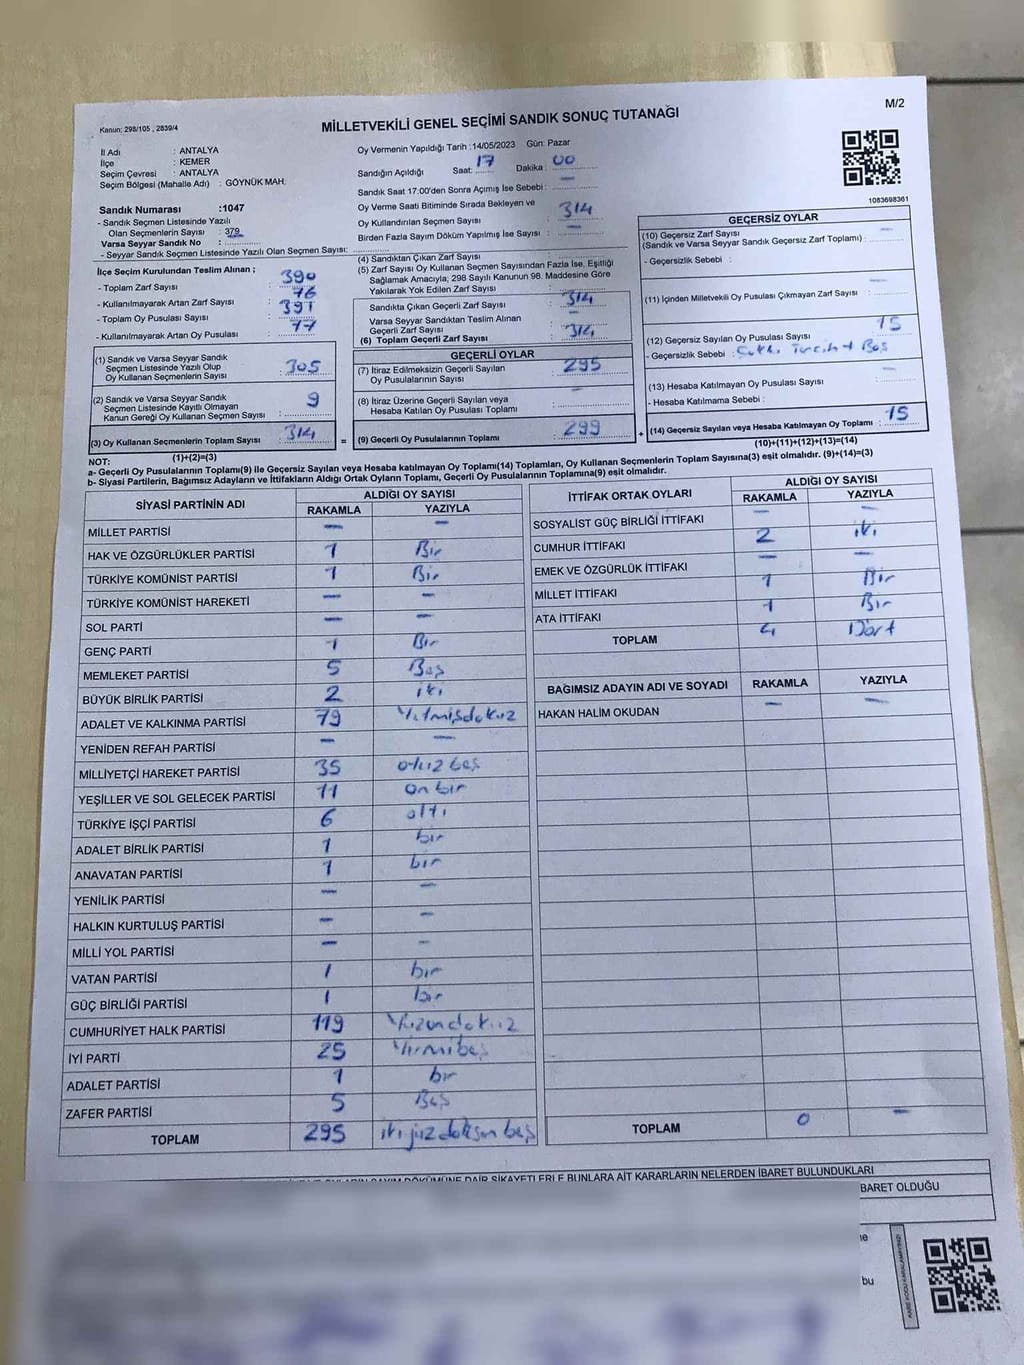 M/2
Kanun; 298/105 , 2839/4
MİLLETVEKİLİ GENEL SEÇİMİ SANDIK SONUÇ TUTANAĞI
İl Adı : ANTALYA
İlçe : KEMER
Seçim Çevresi : ANTALYA
Seçim Bölgesi (Mahalle Adı) : GÖYNÜK MAH.
Oy Vermenin Yapıldığı Tarih :14/05/2023 Gün: Pazar
Sandığın Açıldığı Saat: 17 Dakika : 00
Sandık Saat 17:00'den Sonra Açımış İse Sebebi : —
Oy Verme Saati Bitiminde Sırada Bekleyen ve
Oy Kullandırılan Seçmen Sayısı : 314
Birden Fazla Sayım Döküm Yapılmış İse Sayısı : —
1083698361
Sandık Numarası :1047
- Sandık Seçmen Listesinde Yazılı
Olan Seçmenlerin Sayısı : 379
Varsa Seyyar Sandık No :
- Seyyar Sandık Seçmen Listesinde Yazılı Olan Seçmen Sayısı:
İlçe Seçim Kurulundan Teslim Alınan ;
- Toplam Zarf Sayısı : 390
- Kullanılmayarak Artan Zarf Sayısı : 76
- Toplam Oy Pusulası Sayısı : 391
- Kullanılmayarak Artan Oy Pusulası : 77
(1) Sandık ve Varsa Seyyar Sandık
Seçmen Listesinde Yazılı Olup
Oy Kullanan Seçmenlerin Sayısı : 305
(2) Sandık ve Varsa Seyyar Sandık
Seçmen Listesinde Kayıtlı Olmayan
Kanun Gereği Oy Kullanan Seçmen Sayısı : 9
(3) Oy Kullanan Seçmenlerin Toplam Sayısı : 314
(1)+(2)=(3)
(4) Sandıktan Çıkan Zarf Sayısı :
(5) Zarf Sayısı Oy Kullanan Seçmen Sayısından Fazla İse, Eşitliği
Sağlamak Amacıyla; 298 Sayılı Kanunun 98. Maddesine Göre
Yakılarak Yok Edilen Zarf Sayısı :
Sandıkta Çıkan Geçerli Zarf Sayısı : 314
Varsa Seyyar Sandıktan Teslim Alınan
Geçerli Zarf Sayısı : —
(6) Toplam Geçerli Zarf Sayısı : 314
GEÇERLİ OYLAR
(7) İtiraz Edilmeksizin Geçerli Sayılan
Oy Pusulalarının Sayısı : 295
(8) İtiraz Üzerine Geçerli Sayılan veya
Hesaba Katılan Oy Pusulası Toplamı : —
= (9) Geçerli Oy Pusulalarının Toplamı : 299
GEÇERSİZ OYLAR
(10) Geçersiz Zarf Sayısı : —
(Sandık ve Varsa Seyyar Sandık Geçersiz Zarf Toplamı) :
- Geçersizlik Sebebi :
(11) İçinden Milletvekili Oy Pusulası Çıkmayan Zarf Sayısı : —
(12) Geçersiz Sayılan Oy Pusulası Sayısı : 15
- Geçersizlik Sebebi : Tercih + Boş
(13) Hesaba Katılmayan Oy Pusulası Sayısı : —
- Hesaba Katılmama Sebebi :
+ (14) Geçersiz Sayılan veya Hesaba Katılmayan Oy Toplamı : 15
(10)+(11)+(12)+(13)=(14)
NOT:
a- Geçerli Oy Pusulalarının Toplamı(9) ile Geçersiz Sayılan veya Hesaba katılmayan Oy Toplamı(14) Toplamları, Oy Kullanan Seçmenlerin Toplam Sayısına(3) eşit olmalıdır. (9)+(14)=(3)
b- Siyasi Partilerin, Bağımsız Adayların ve İttifakların Aldığı Ortak Oyların Toplamı, Geçerli Oy Pusulalarının Toplamına(9) eşit olmalıdır.
SİYASİ PARTİNİN ADI ALDIĞI OY SAYISI
RAKAMLA YAZIYLA
MİLLET PARTİSİ — —
HAK VE ÖZGÜRLÜKLER PARTİSİ 1 Bir
TÜRKİYE KOMÜNİST PARTİSİ 1 Bir
TÜRKİYE KOMÜNİST HAREKETİ — —
SOL PARTİ — —
GENÇ PARTİ 1 Bir
MEMLEKET PARTİSİ 5 Beş
BÜYÜK BİRLİK PARTİSİ 2 iki
ADALET VE KALKINMA PARTİSİ 79 Yetmişdokuz
YENİDEN REFAH PARTİSİ — —
MİLLİYETÇİ HAREKET PARTİSİ 35 otuz beş
YEŞİLLER VE SOL GELECEK PARTİSİ 11 on bir
TÜRKİYE İŞÇİ PARTİSİ 6 altı
ADALET BİRLİK PARTİSİ 1 bir
ANAVATAN PARTİSİ 1 bir
YENİLİK PARTİSİ — —
HALKIN KURTULUŞ PARTİSİ — —
MİLLİ YOL PARTİSİ — —
VATAN PARTİSİ 1 bir
GÜÇ BİRLİĞİ PARTİSİ 1 bir
CUMHURİYET HALK PARTİSİ 119 Yüzondokuz
İYİ PARTİ 25 Yirmibeş
ADALET PARTİSİ 1 bir
ZAFER PARTİSİ 5 Beş
TOPLAM 295 iki yüz doksan beş
İTTİFAK ORTAK OYLARI ALDIĞI OY SAYISI
RAKAMLA YAZIYLA
SOSYALİST GÜÇ BİRLİĞİ İTTİFAKI — —
CUMHUR İTTİFAKI 2 iki
EMEK VE ÖZGÜRLÜK İTTİFAKI — —
MİLLET İTTİFAKI 1 Bir
ATA İTTİFAKI 1 Bir
TOPLAM 4 Dört
BAĞIMSIZ ADAYIN ADI VE SOYADI RAKAMLA YAZIYLA
HAKAN HALİM OKUDAN — —
TOPLAM 0 —
DÖKÜMÜNE DAİR ŞİKAYETLERLE BUNLARA AİT KARARLARIN NELERDEN İBARET BULUNDUKLARI
BARET OLDUĞU
bu